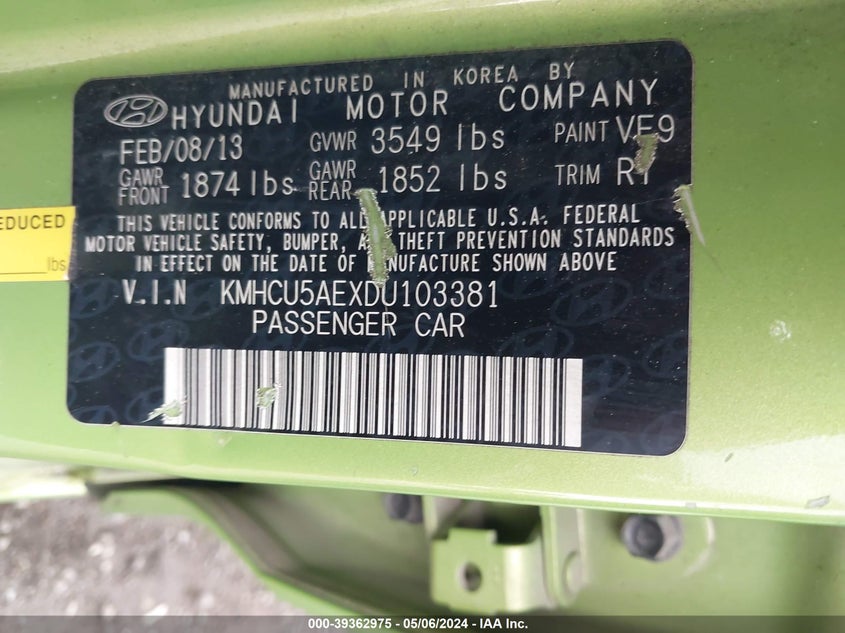 MANUFACTURED IN KOREA BY
HYUNDAI MOTOR COMPANY
FEB/08/13 GVWR 3549 lbs PAINT VF9
GAWR FRONT 1874 lbs GAWR REAR 1852 lbs TRIM
THIS VEHICLE CONFORMS TO ALL APPLICABLE U.S.A. FEDERAL
MOTOR VEHICLE SAFETY, BUMPER, AND THEFT PREVENTION STANDARDS
IN EFFECT ON THE DATE OF MANUFACTURE SHOWN ABOVE
V.I.N KMHCU5AEXDU103381
PASSENGER CAR
EDUCED
lbs
000-39362975 - 05/06/2024 - IAA Inc.